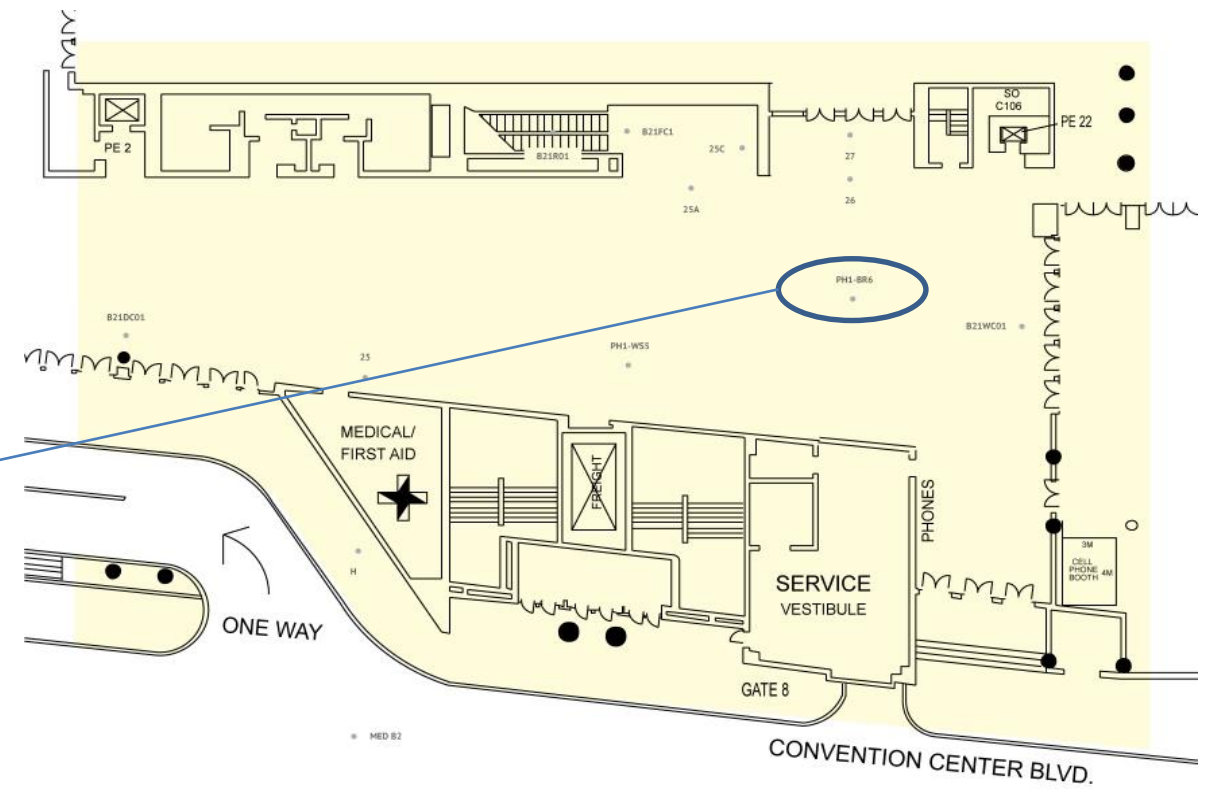 SO
C106
PE 22
PE 2
B21R01
B21FC1
25C
27
25A
26
PH1-BR6
B21DC01
B21WC01
25
PH1-WS5
MEDICAL/
FIRST AID
FREIGHT
PHONES
3M
CELL
PHONE
BOOTH
4M
H
SERVICE
VESTIBULE
ONE WAY
GATE 8
MED B2
CONVENTION CENTER BLVD.